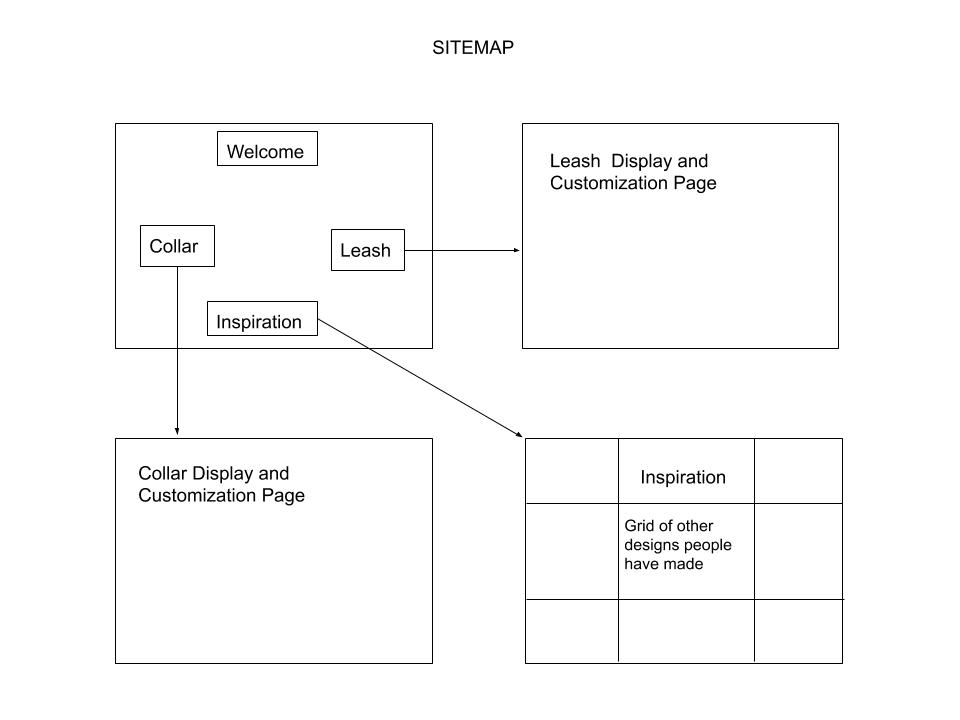 SITEMAP
Welcome
Collar
Leash
Inspiration
Leash  Display and
Customization Page
Collar Display and
Customization Page
Inspiration
Grid of other
designs people
have made